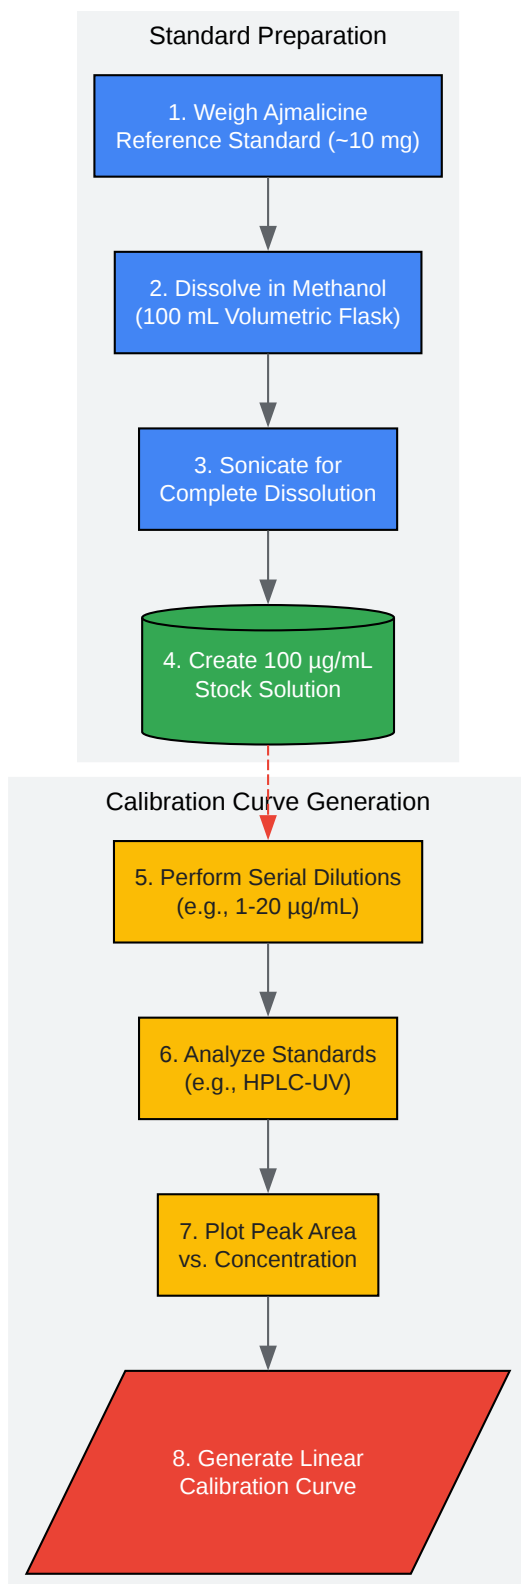 Standard Preparation
1. Weigh Ajmalicine
Reference Standard (~10 mg)
2. Dissolve in Methanol
(100 mL Volumetric Flask)
3. Sonicate for
Complete Dissolution
4. Create 100 µg/mL
Stock Solution
Calibration Curve Generation
5. Perform Serial Dilutions
(e.g., 1-20 µg/mL)
6. Analyze Standards
(e.g., HPLC-UV)
7. Plot Peak Area
vs. Concentration
8. Generate Linear
Calibration Curve